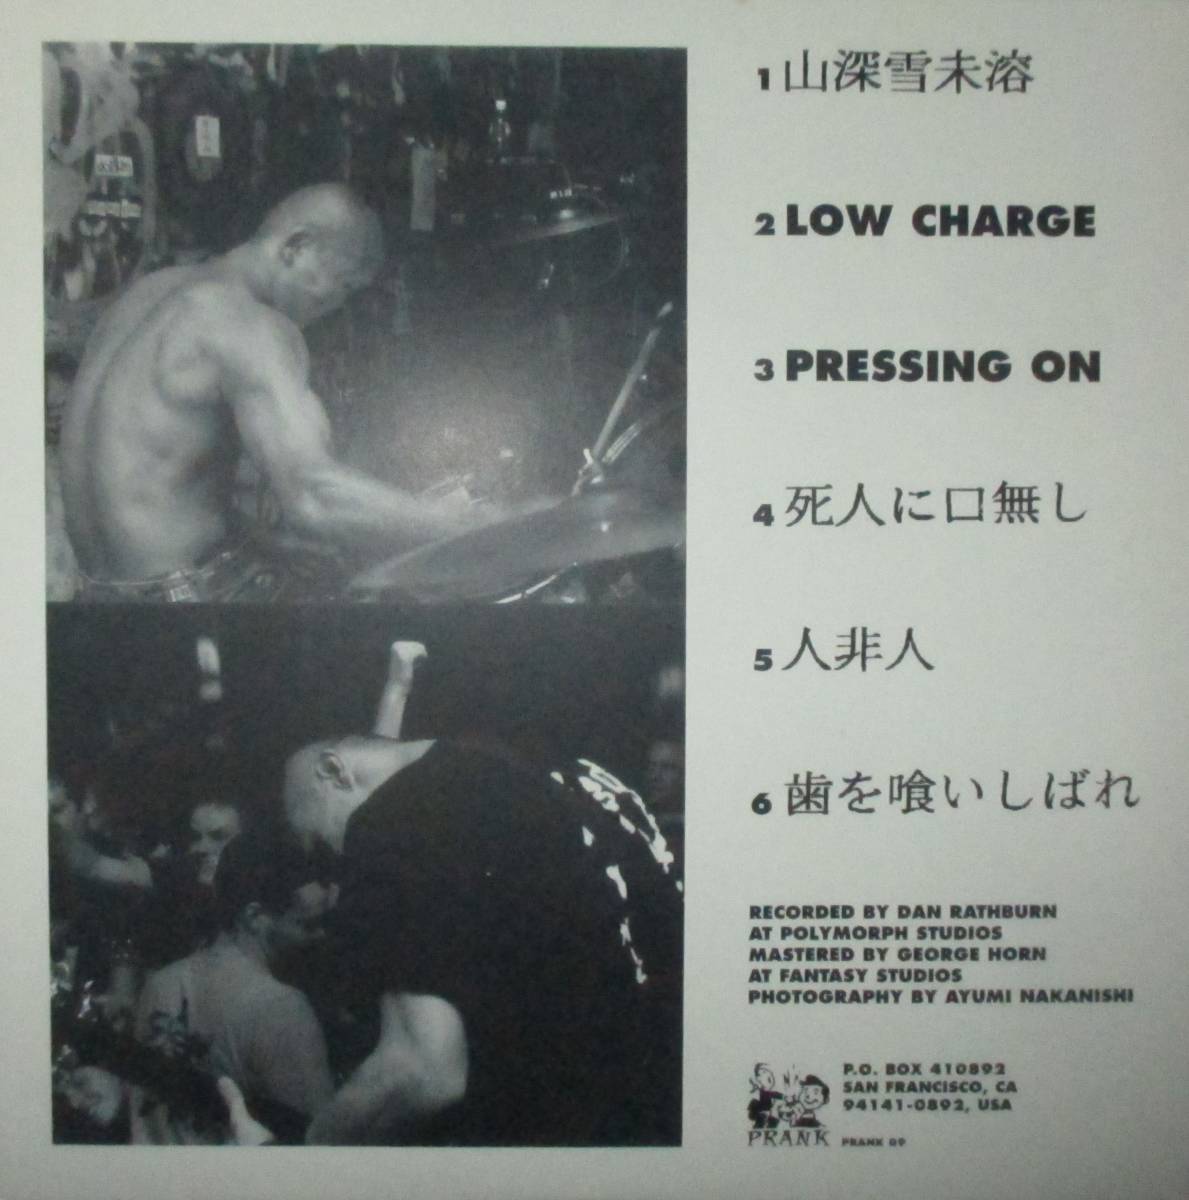 1 山深雪未溶
2 LOW CHARGE
3 PRESSING ON
4 死人に口無し
5 人非人
6 歯を喰いしばれ
RECORDED BY DAN RATHBURN
AT POLYMORPH STUDIOS
MASTERED BY GEORGE HORN
AT FANTASY STUDIOS
PHOTOGRAPHY BY AYUMI NAKANISHI
P.O. BOX 410892
SAN FRANCISCO, CA
94141-0892, USA
PRANK
PRANK 09